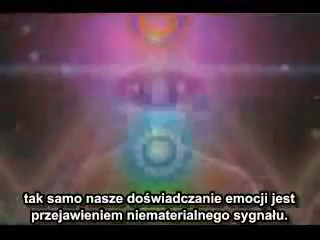 tak samo nasze doświadczanie emocji jest
przejawieniem niematerialnego sygnału.